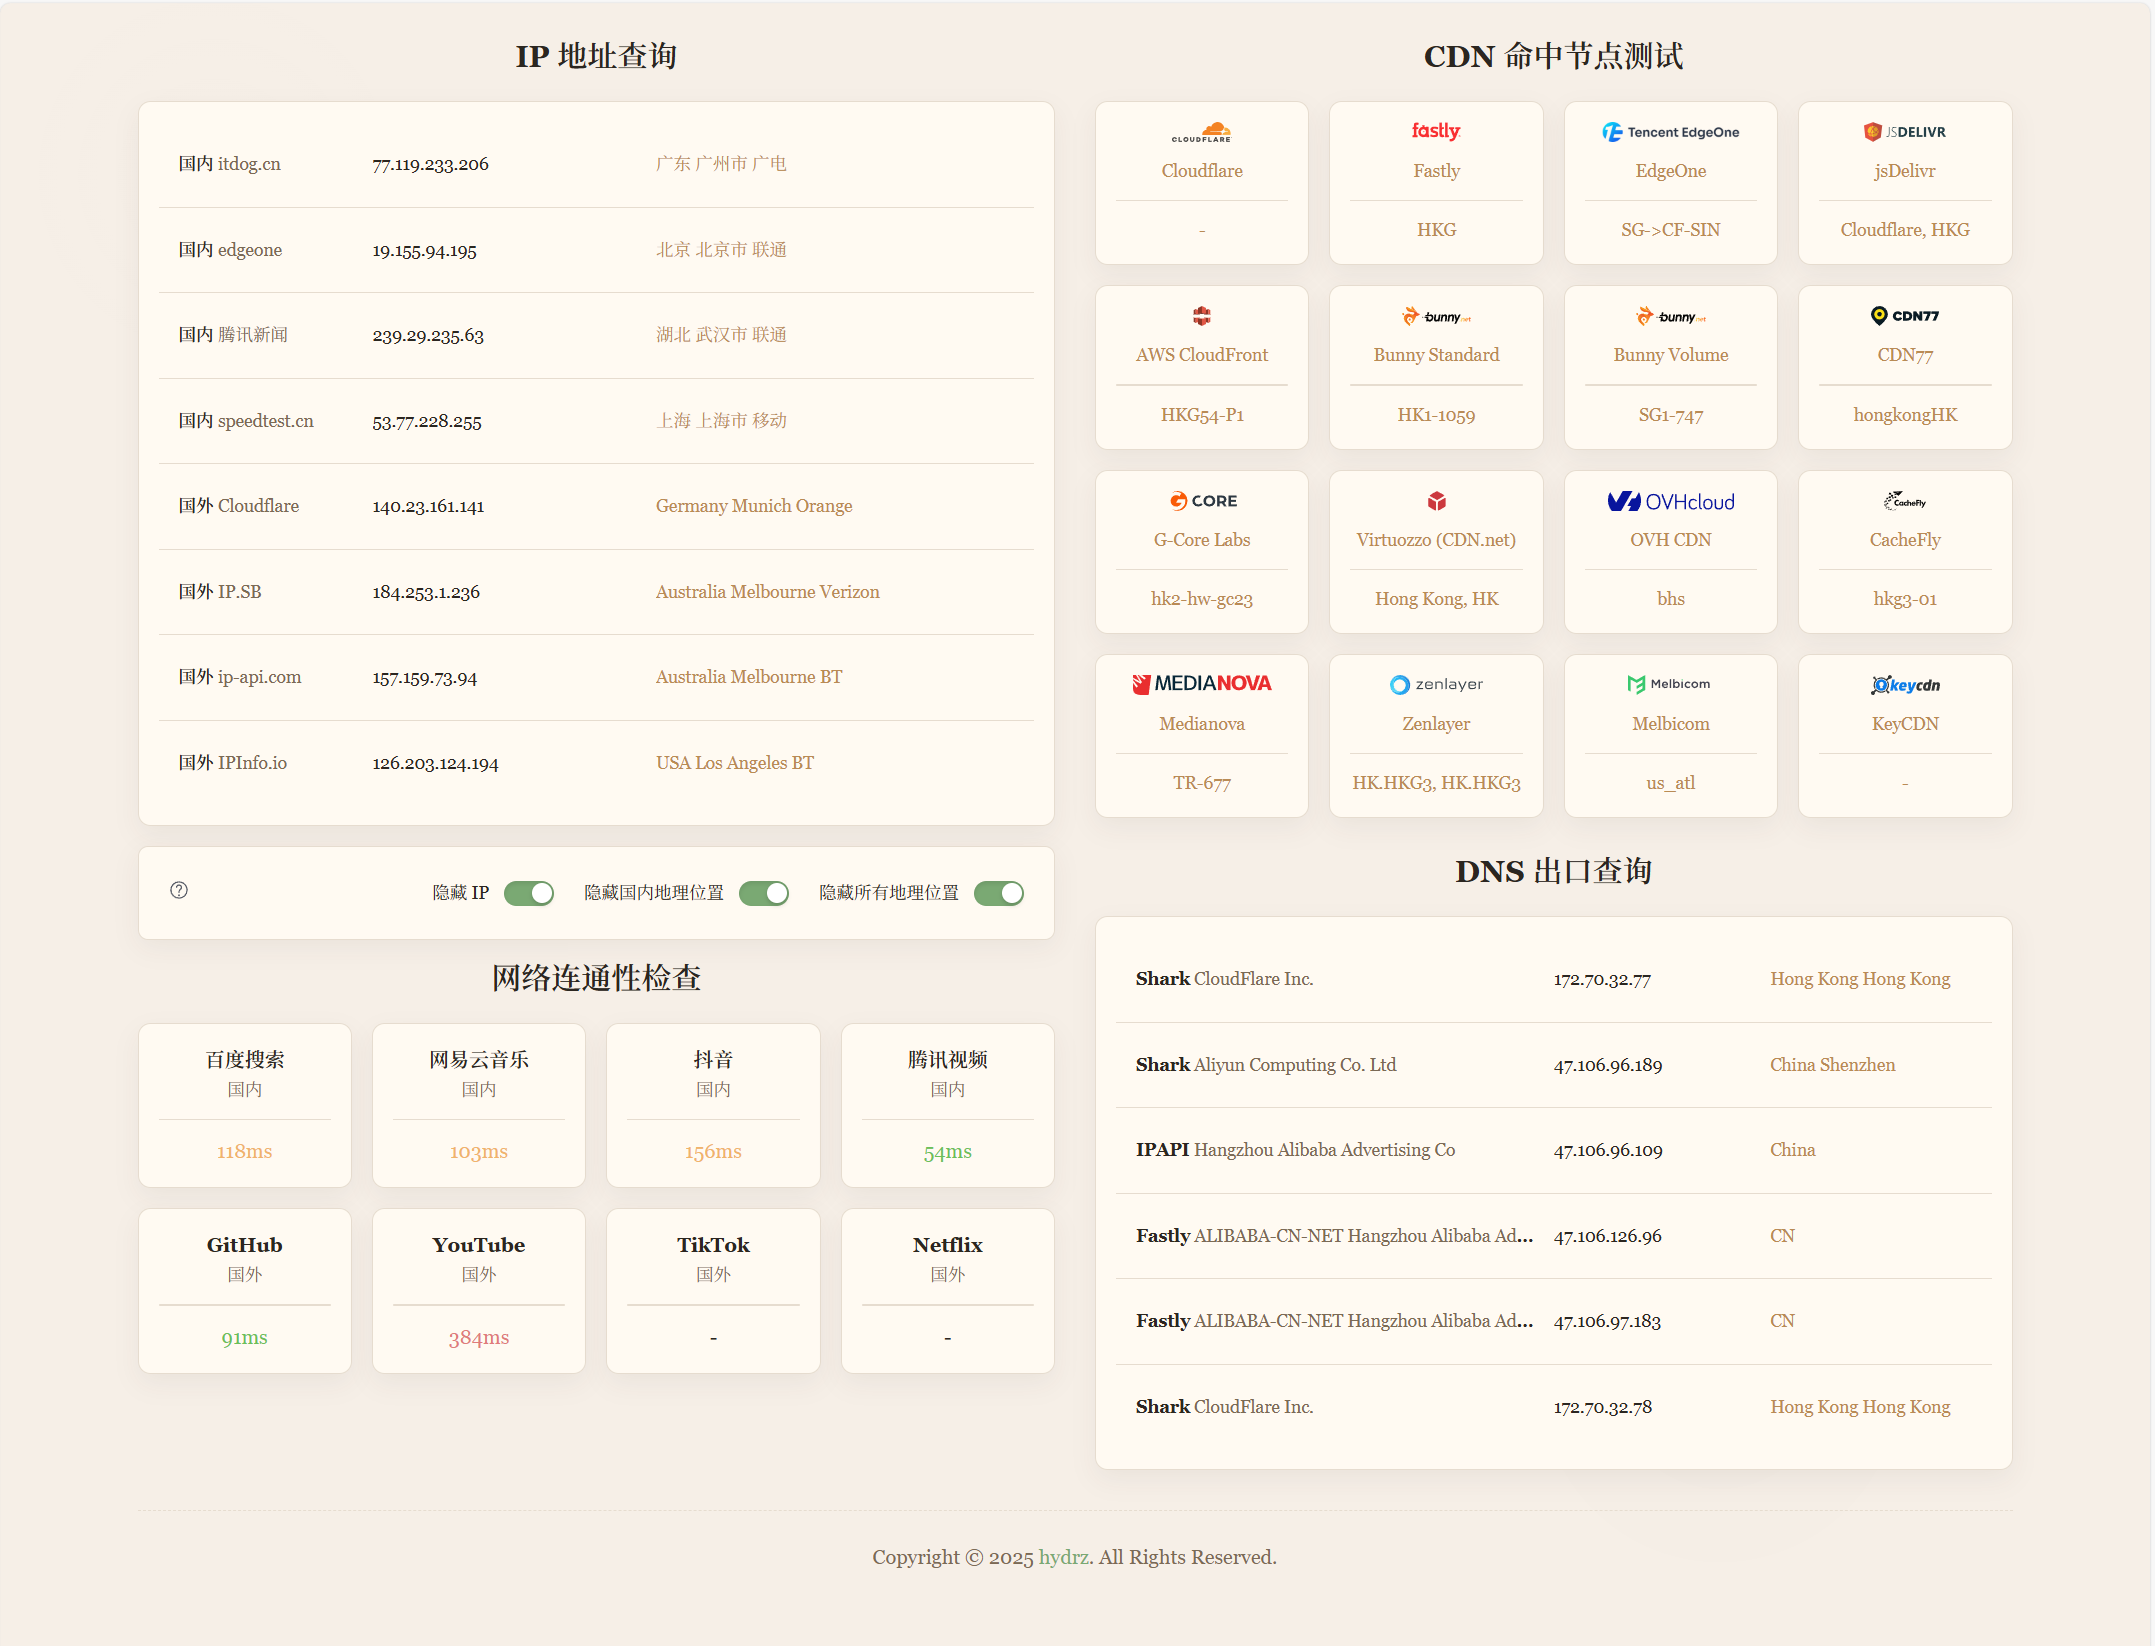 IP 地址查询
国内 itdog.cn 77.119.233.206 广东 广州市 广电
国内 edgeone 19.155.94.195 北京 北京市 联通
国内 腾讯新闻 239.29.235.63 湖北 武汉市 联通
国内 speedtest.cn 53.77.228.255 上海 上海市 移动
国外 Cloudflare 140.23.161.141 Germany Munich Orange
国外 IP.SB 184.253.1.236 Australia Melbourne Verizon
国外 ip-api.com 157.159.73.94 Australia Melbourne BT
国外 IPInfo.io 126.203.124.194 USA Los Angeles BT
隐藏 IP 隐藏国内地理位置 隐藏所有地理位置
网络连通性检查
百度搜索
国内
118ms
网易云音乐
国内
103ms
抖音
国内
156ms
腾讯视频
国内
54ms
GitHub
国外
91ms
YouTube
国外
384ms
TikTok
国外
-
Netflix
国外
-
CDN 命中节点测试
CLOUDFLARE
Cloudflare
-
fastly
Fastly
HKG
Tencent EdgeOne
EdgeOne
SG->CF-SIN
JSDELIVR
jsDelivr
Cloudflare, HKG
AWS CloudFront
HKG54-P1
bunny.net
Bunny Standard
HK1-1059
bunny.net
Bunny Volume
SG1-747
CDN77
CDN77
hongkongHK
CORE
G-Core Labs
hk2-hw-gc23
Virtuozzo (CDN.net)
Hong Kong, HK
OVHcloud
OVH CDN
bhs
CacheFly
CacheFly
hkg3-01
MEDIANOVA
Medianova
TR-677
zenlayer
Zenlayer
HK.HKG3, HK.HKG3
Melbicom
Melbicom
us_atl
keycdn
KeyCDN
-
DNS 出口查询
Shark CloudFlare Inc. 172.70.32.77 Hong Kong Hong Kong
Shark Aliyun Computing Co. Ltd 47.106.96.189 China Shenzhen
IPAPI Hangzhou Alibaba Advertising Co 47.106.96.109 China
Fastly ALIBABA-CN-NET Hangzhou Alibaba Ad... 47.106.126.96 CN
Fastly ALIBABA-CN-NET Hangzhou Alibaba Ad... 47.106.97.183 CN
Shark CloudFlare Inc. 172.70.32.78 Hong Kong Hong Kong
Copyright © 2025 hydrz. All Rights Reserved.